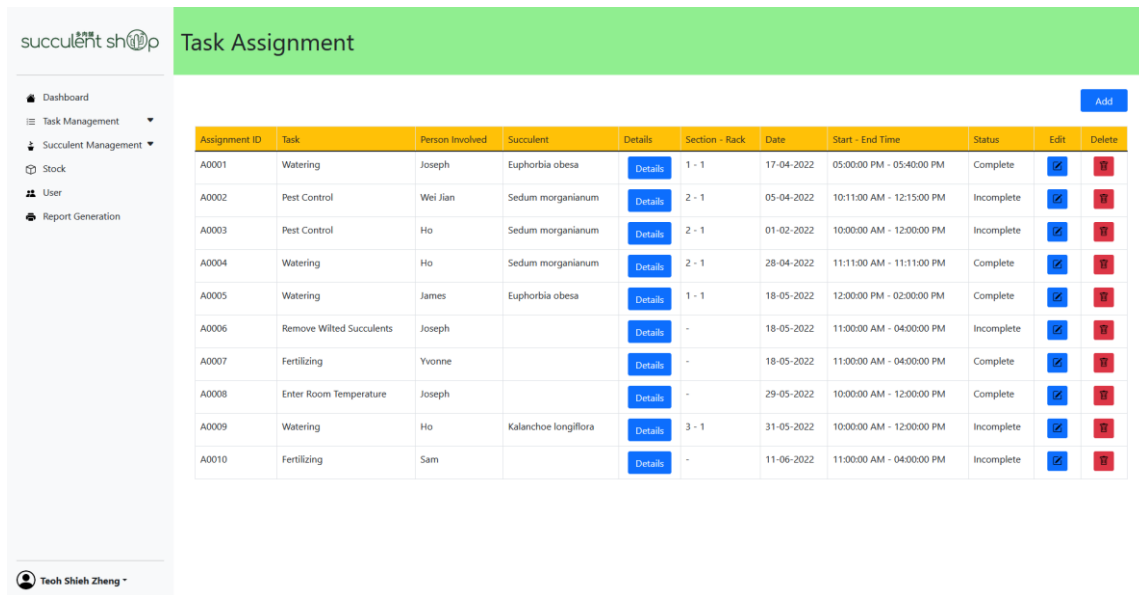 succulent shop
Task Assignment
Dashboard
Task Management
Succulent Management
Stock
User
Report Generation
Add
Assignment ID Task Person Involved Succulent Details Section - Rack Date Start - End Time Status Edit Delete
A0001 Watering Joseph Euphorbia obesa Details 1 - 1 17-04-2022 05:00:00 PM - 05:40:00 PM Complete
A0002 Pest Control Wei Jian Sedum morganianum Details 2 - 1 05-04-2022 10:11:00 AM - 12:15:00 PM Incomplete
A0003 Pest Control Ho Sedum morganianum Details 2 - 1 01-02-2022 10:00:00 AM - 12:00:00 PM Incomplete
A0004 Watering Ho Sedum morganianum Details 2 - 1 28-04-2022 11:11:00 AM - 11:11:00 PM Complete
A0005 Watering James Euphorbia obesa Details 1 - 1 18-05-2022 12:00:00 PM - 02:00:00 PM Complete
A0006 Remove Wilted Succulents Joseph Details - 18-05-2022 11:00:00 AM - 04:00:00 PM Incomplete
A0007 Fertilizing Yvonne Details - 18-05-2022 11:00:00 AM - 04:00:00 PM Complete
A0008 Enter Room Temperature Joseph Details - 29-05-2022 10:00:00 AM - 12:00:00 PM Complete
A0009 Watering Ho Kalanchoe longiflora Details 3 - 1 31-05-2022 10:00:00 AM - 12:00:00 PM Incomplete
A0010 Fertilizing Sam Details - 11-06-2022 11:00:00 AM - 04:00:00 PM Incomplete
Teoh Shieh Zheng